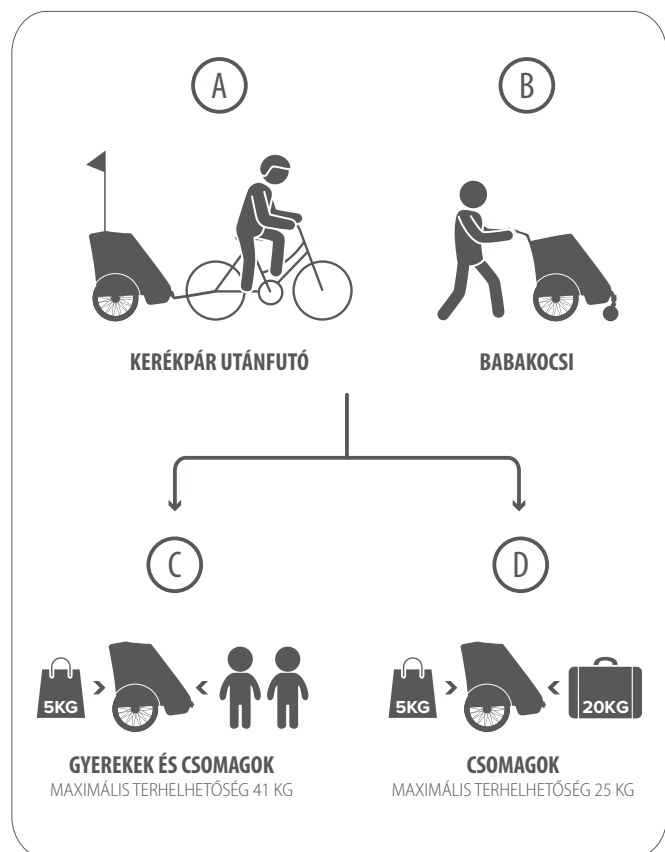 A
B
KERÉKPÁR UTÁNFUTÓ
BABAKOCSI
C
D
5KG
5KG
20KG
GYEREKEK ÉS CSOMAGOK
MAXIMÁLIS TERHELHETŐSÉG 41 KG
CSOMAGOK
MAXIMÁLIS TERHELHETŐSÉG 25 KG